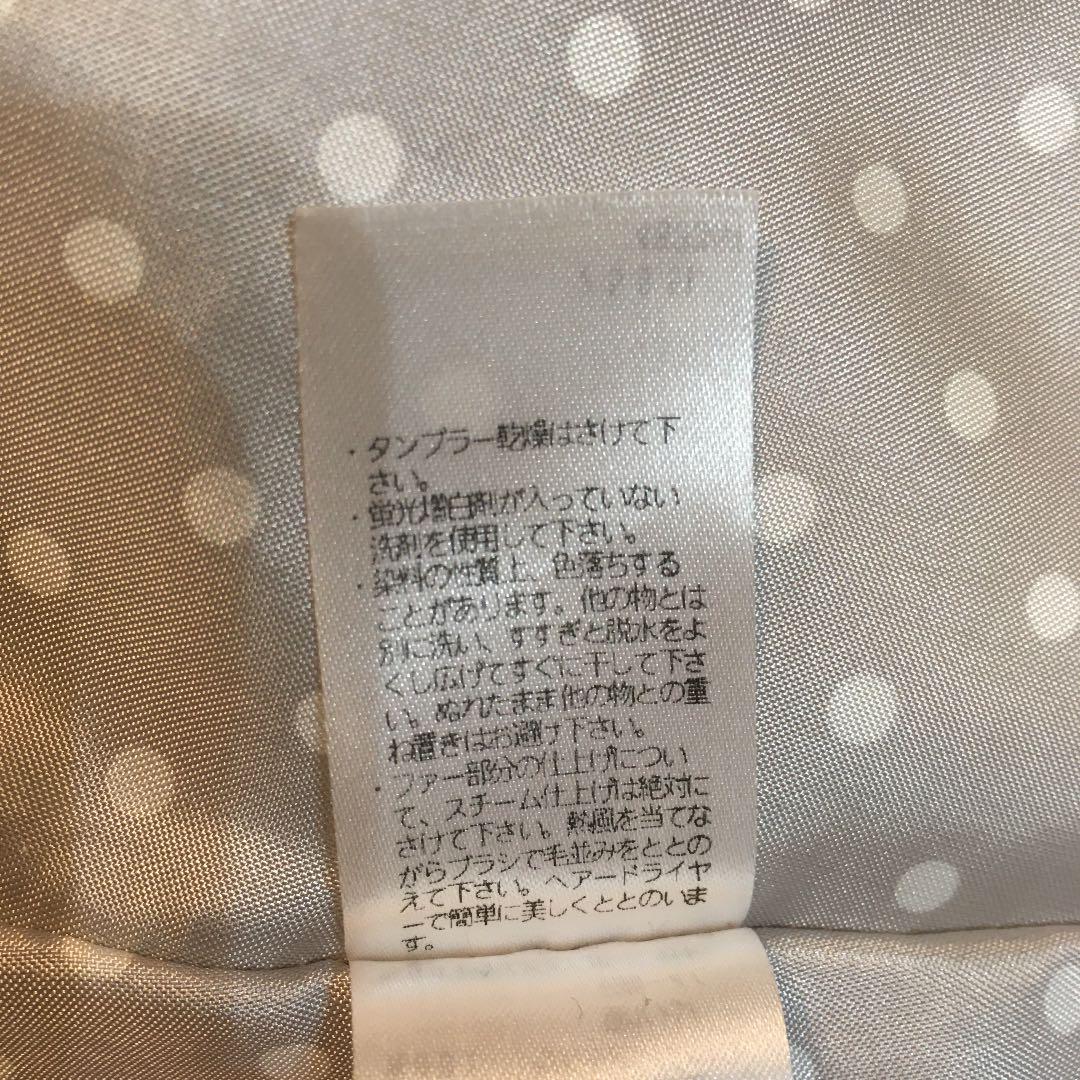 ・タンブラー乾燥はさけて下
さい。
・蛍光増白剤が入っていない
洗剤を使用して下さい。
・染料の性質上、色落ちする
ことがあります。他の物とは
別に洗い、すすぎと脱水をよ
くし広げてすぐに干して下さ
い。ぬれたまま他の物との重
ね置きはお避け下さい。
・ファー部分の仕上げについ
て、スチーム仕上げは絶対に
さけて下さい。熱風を当てな
がらブラシで毛並みをととの
えて下さい。ヘアードライヤ
ーで簡単に美しくととのいま
す。